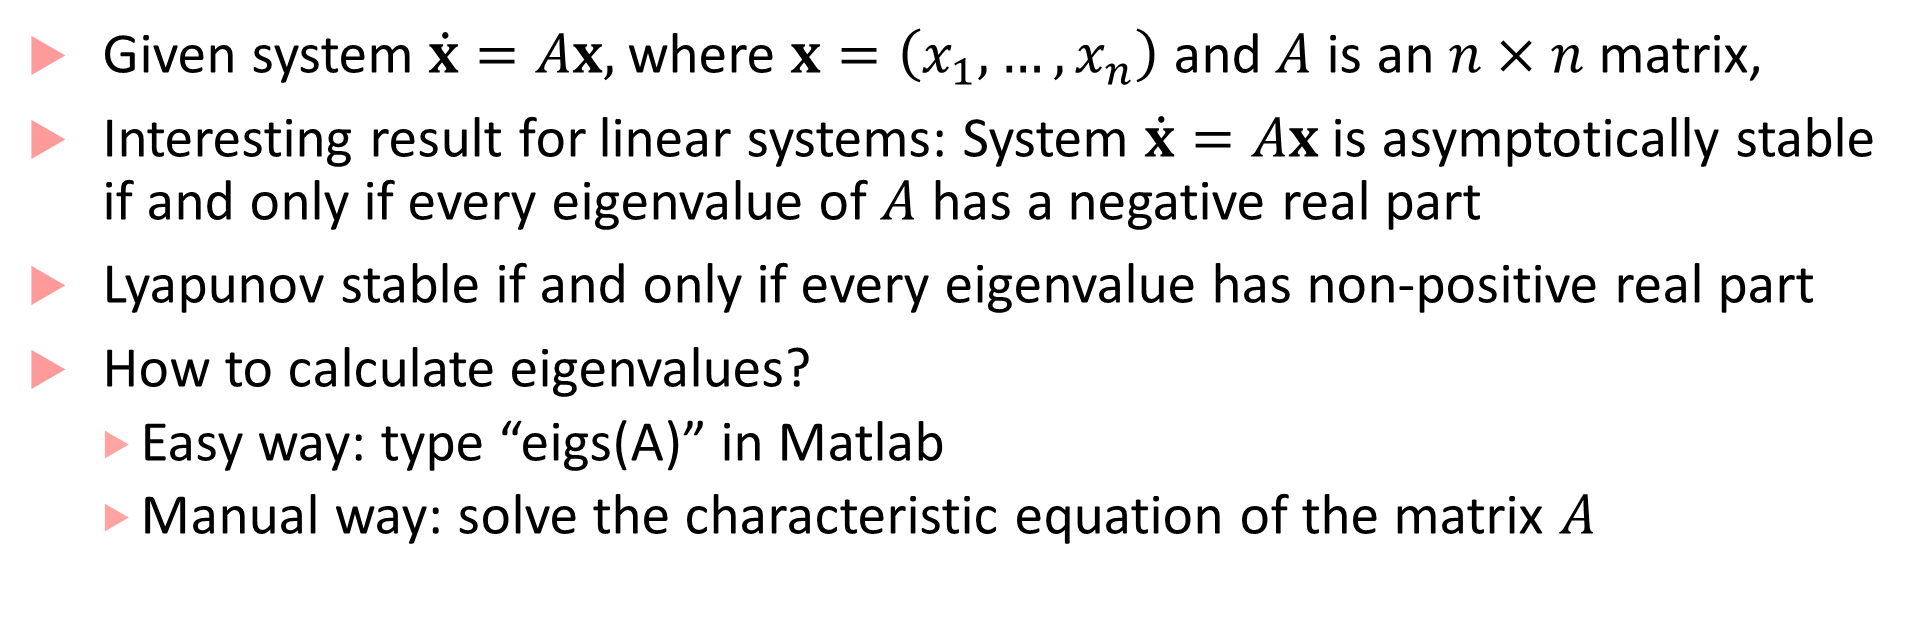 Given system 𝐱̇ = 𝐴𝐱, where 𝐱 = (𝑥₁, … , 𝑥ₙ) and 𝐴 is an 𝑛 × 𝑛 matrix,
Interesting result for linear systems: System 𝐱̇ = 𝐴𝐱 is asymptotically stable
if and only if every eigenvalue of 𝐴 has a negative real part
Lyapunov stable if and only if every eigenvalue has non-positive real part
How to calculate eigenvalues?
Easy way: type “eigs(A)” in Matlab
Manual way: solve the characteristic equation of the matrix 𝐴